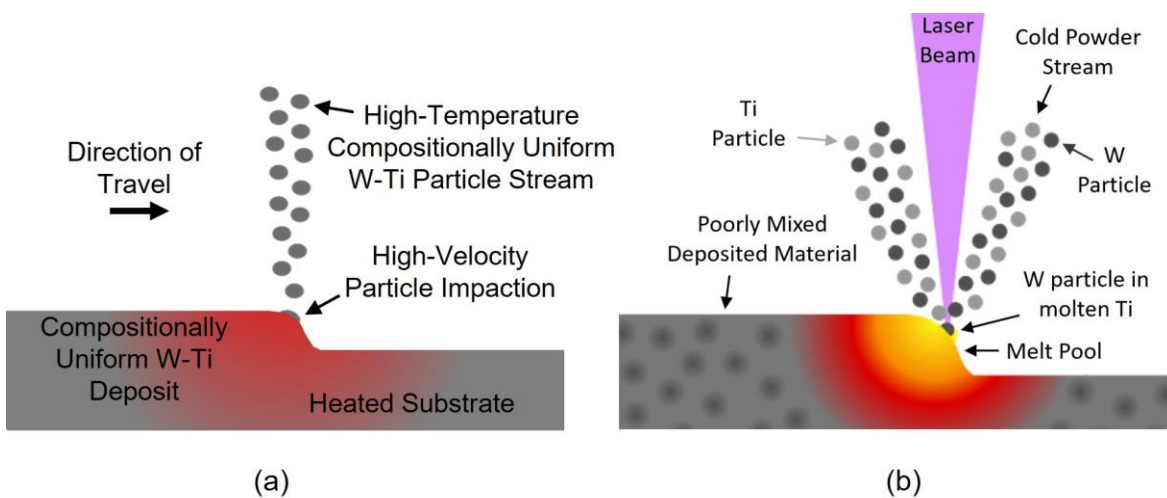 Direction of
Travel
High-Temperature
Compositionally Uniform
W-Ti Particle Stream
High-Velocity
Particle Impaction
Compositionally
Uniform W-Ti
Deposit
Heated Substrate
(a)
Laser
Beam
Cold Powder
Stream
Ti
Particle
W
Particle
Poorly Mixed
Deposited Material
W particle in
molten Ti
Melt Pool
(b)